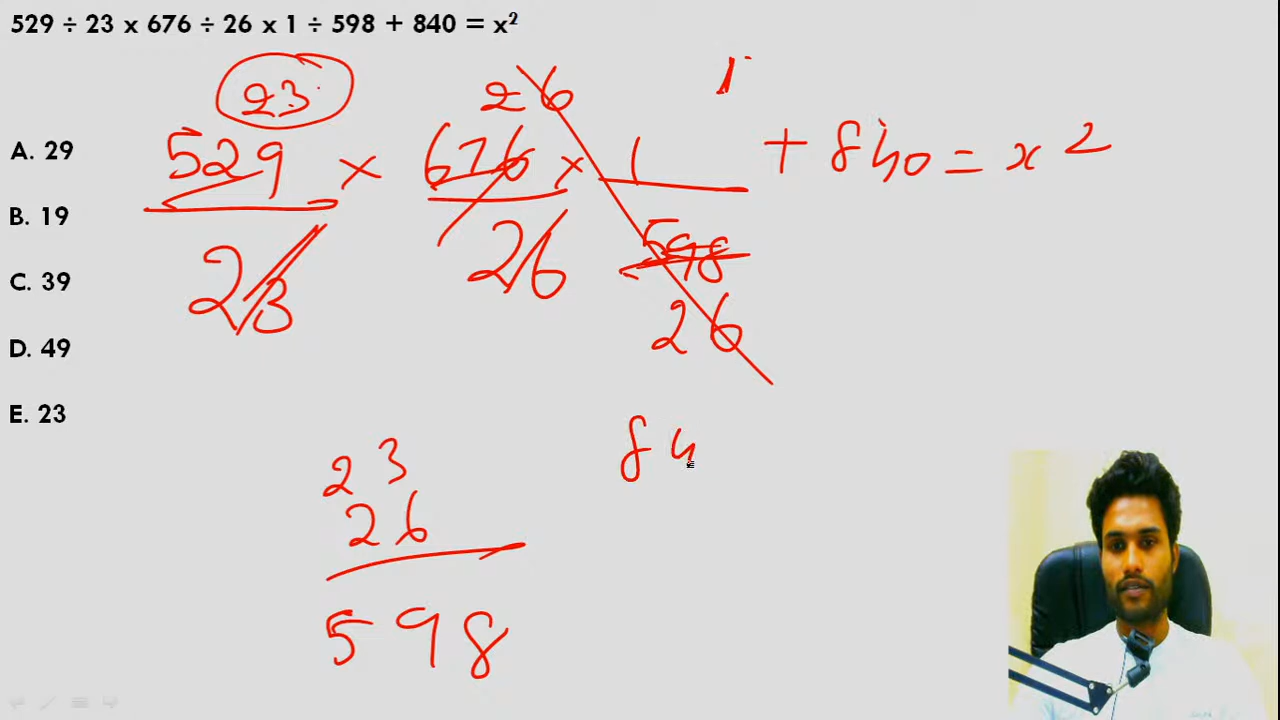 529 ÷ 23 x 676 ÷ 26 x 1 ÷ 598 + 840 = x²
23 26 1
529 × 676 × 1 + 840 = x²
23 26 598
26
A. 29
B. 19
C. 39
D. 49
E. 23
23
26
598
84